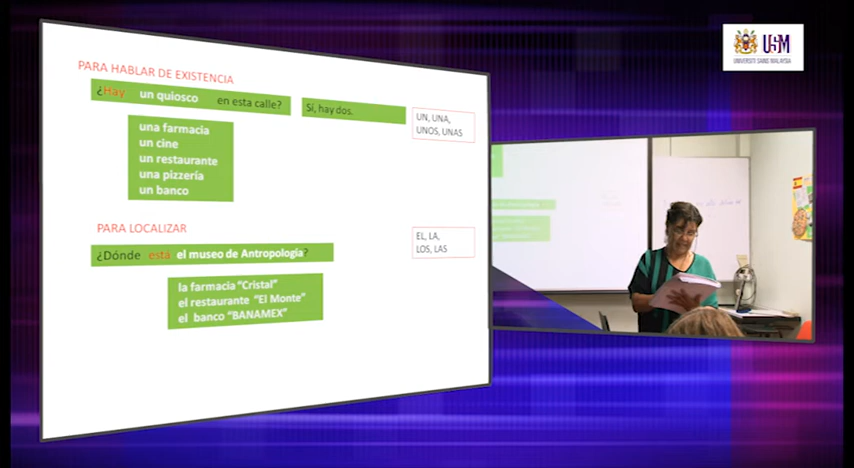 PARA HABLAR DE EXISTENCIA
¿Hay un quiosco en esta calle?
Sí, hay dos.
UN, UNA,
UNOS, UNAS
una farmacia
un cine
un restaurante
una pizzería
un banco
PARA LOCALIZAR
¿Dónde está el museo de Antropología?
EL, LA,
LOS, LAS
la farmacia “Cristal”
el restaurante “El Monte”
el banco “BANAMEX”
USM
UNIVERSITI SAINS MALAYSIA